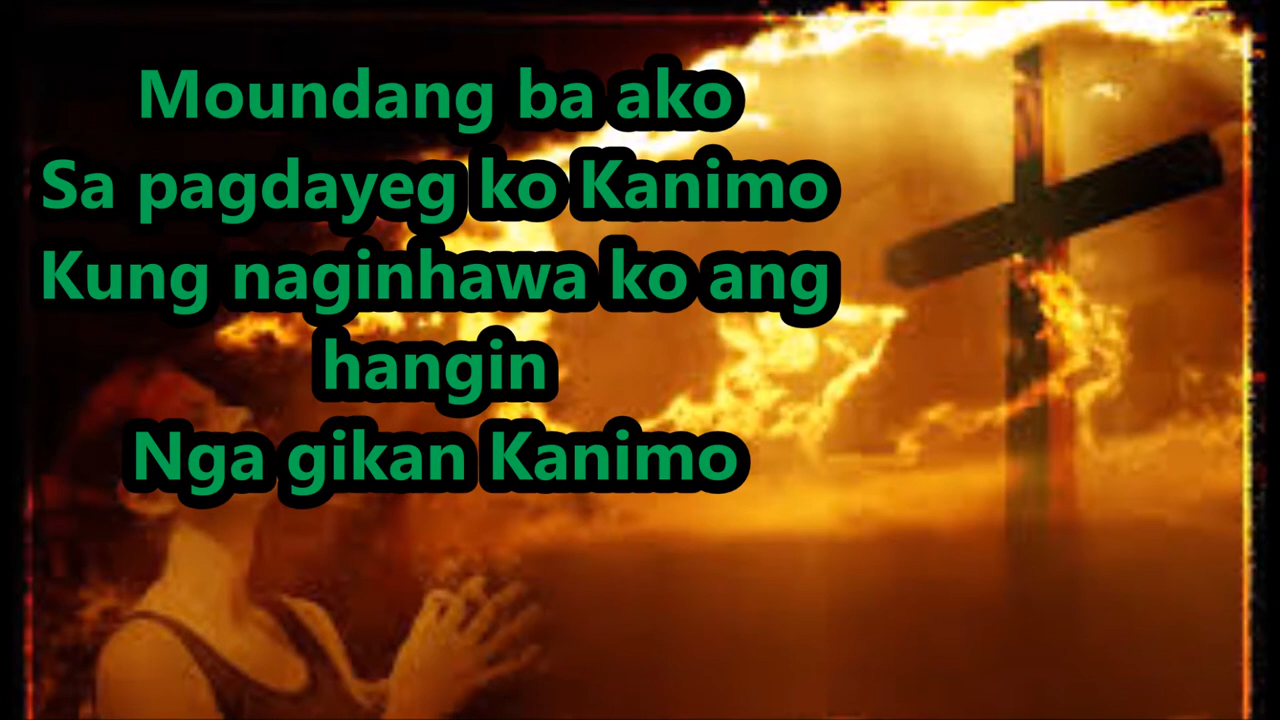 Moundang ba ako
Sa pagdayeg ko Kanimo
Kung naginhawa ko ang
hangin
Nga gikan Kanimo